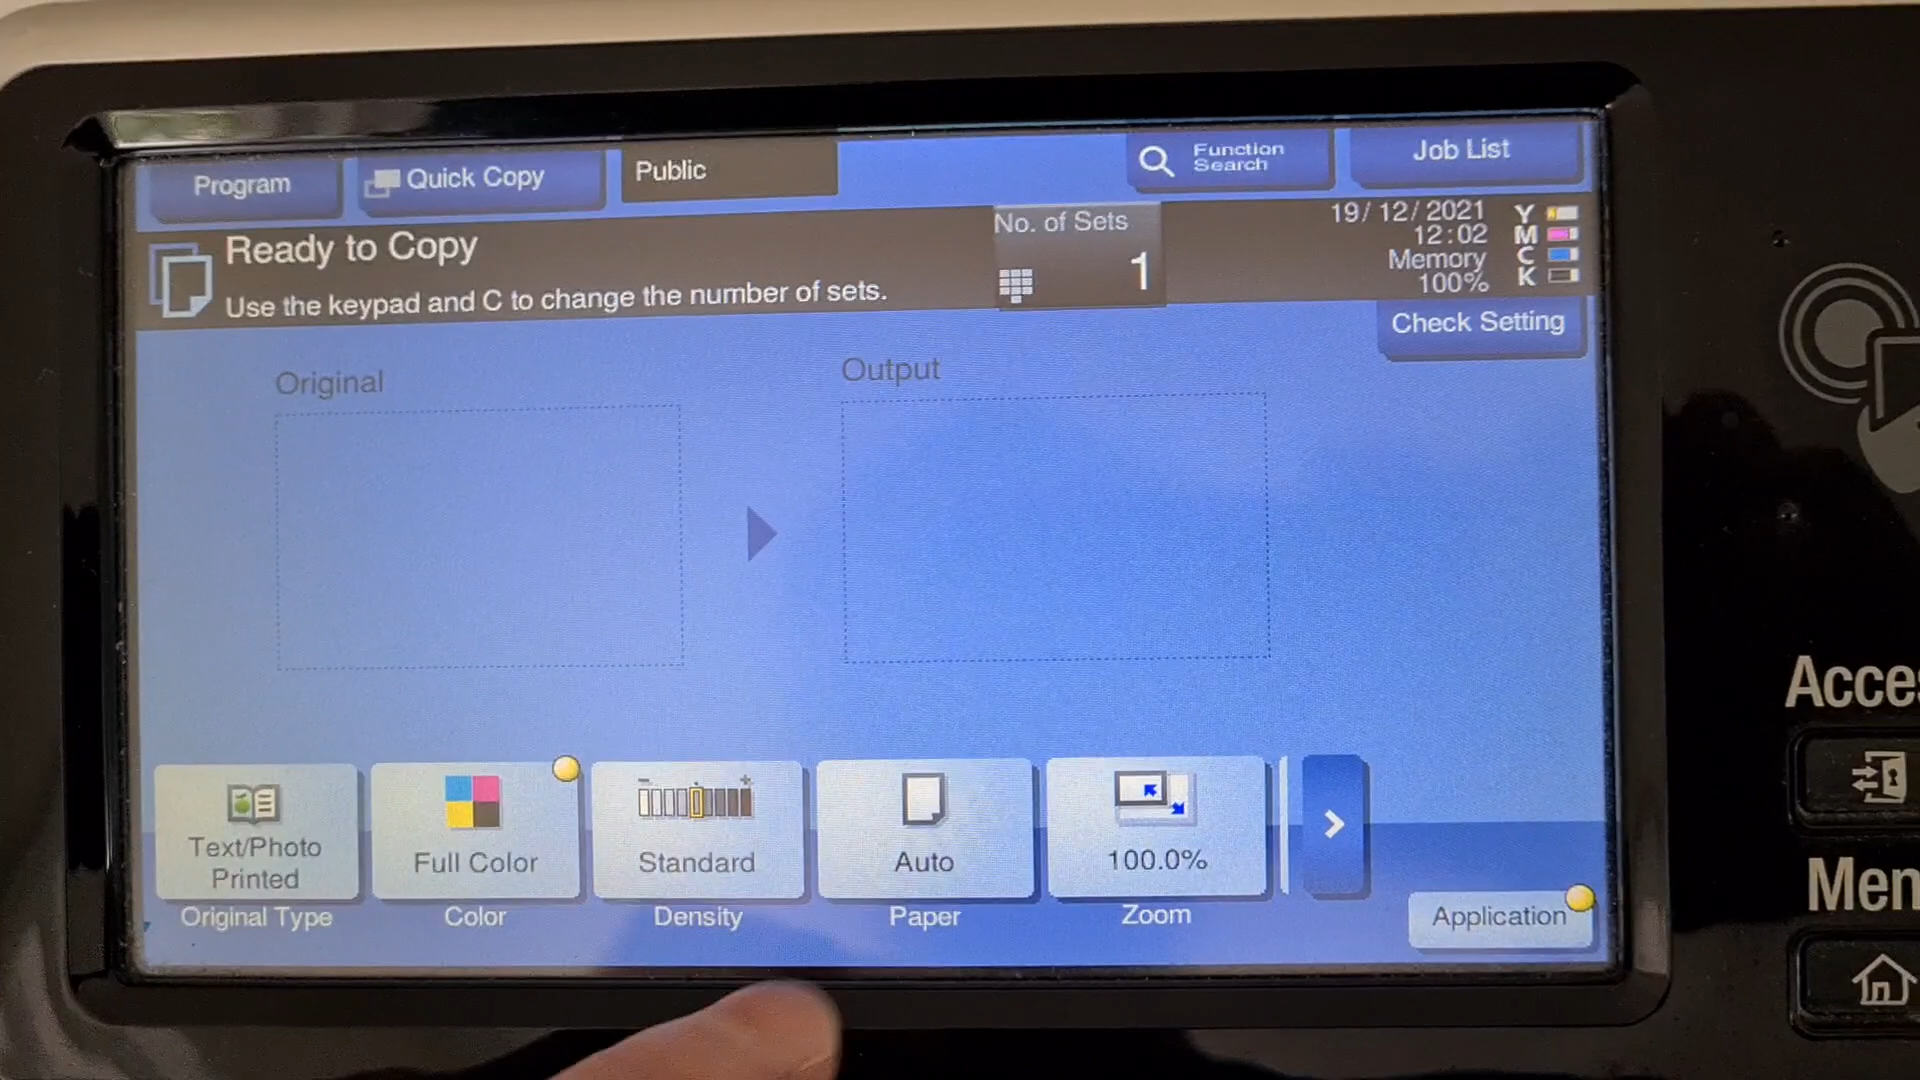 Program
Quick Copy
Public
Function
Search
Job List
Ready to Copy
Use the keypad and C to change the number of sets.
No. of Sets
1
19/12/2021
12:02
Memory
100%
Y
M
C
K
Check Setting
Original
Output
Text/Photo
Printed
Original Type
Full Color
Color
- +
Standard
Density
Auto
Paper
100.0%
Zoom
Application
Acce
Men